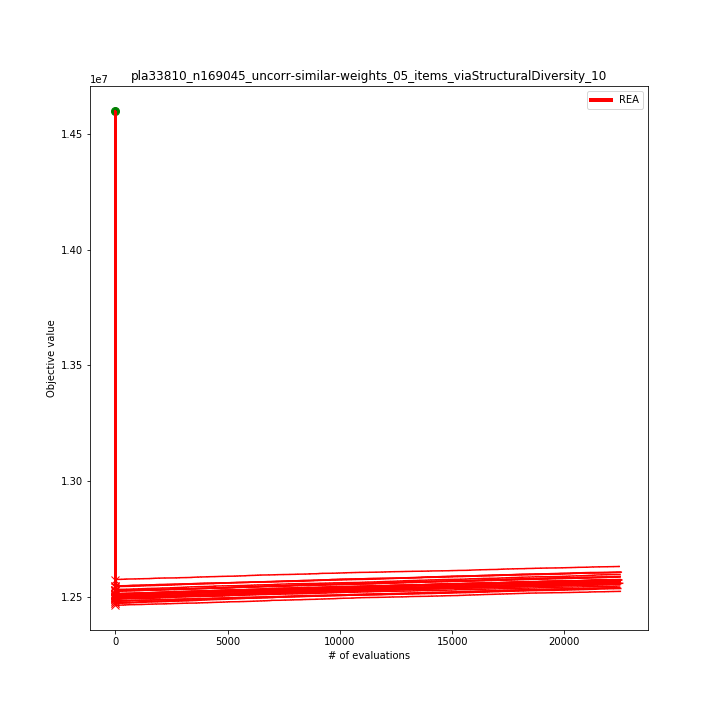 pla33810_n169045_uncorr-similar-weights_05_items_viaStructuralDiversity_10
1e7
REA
1.45
1.40
1.35
1.30
1.25
Objective value
0
5000
10000
15000
20000
# of evaluations